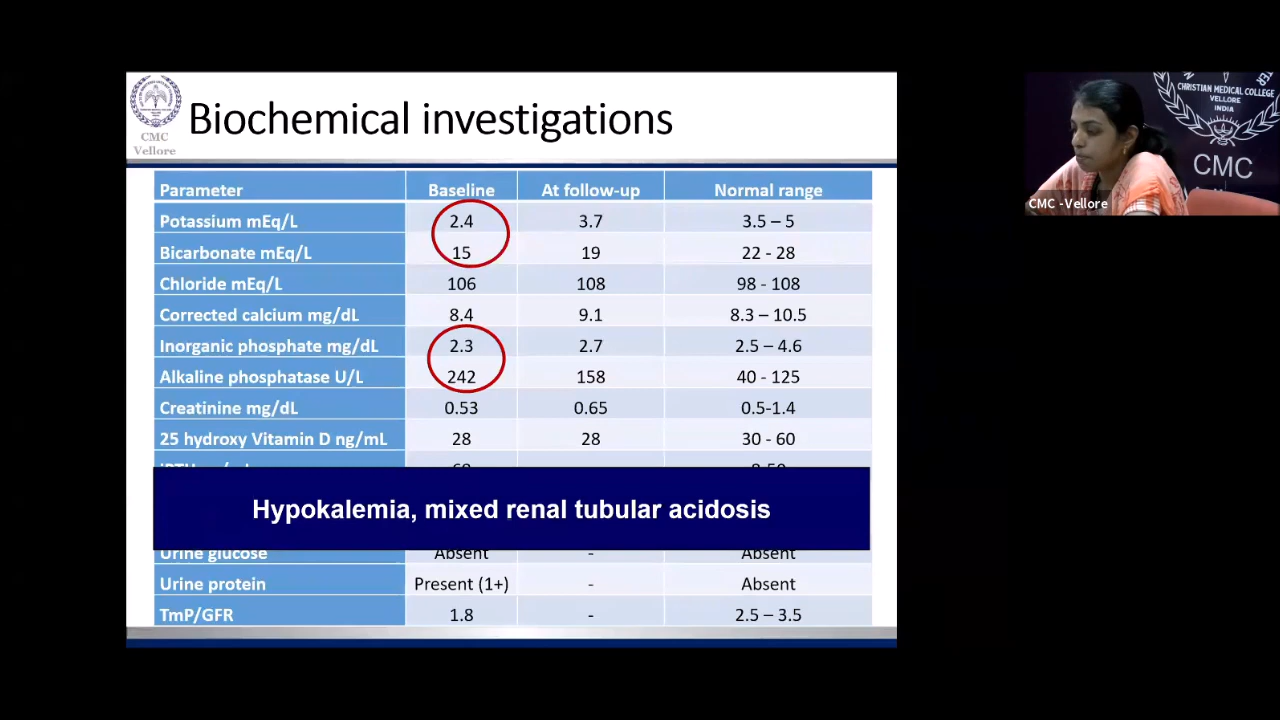 CMC
Vellore
Biochemical investigations
Parameter Baseline At follow-up Normal range
Potassium mEq/L 2.4 3.7 3.5 – 5
Bicarbonate mEq/L 15 19 22 - 28
Chloride mEq/L 106 108 98 - 108
Corrected calcium mg/dL 8.4 9.1 8.3 – 10.5
Inorganic phosphate mg/dL 2.3 2.7 2.5 – 4.6
Alkaline phosphatase U/L 242 158 40 - 125
Creatinine mg/dL 0.53 0.65 0.5-1.4
25 hydroxy Vitamin D ng/mL 28 28 30 - 60
Hypokalemia, mixed renal tubular acidosis
Urine glucose Absent - Absent
Urine protein Present (1+) - Absent
TmP/GFR 1.8 - 2.5 – 3.5
CHRISTIAN MEDICAL COLLEGE
VELLORE
INDIA
CMC
CMC -Vellore